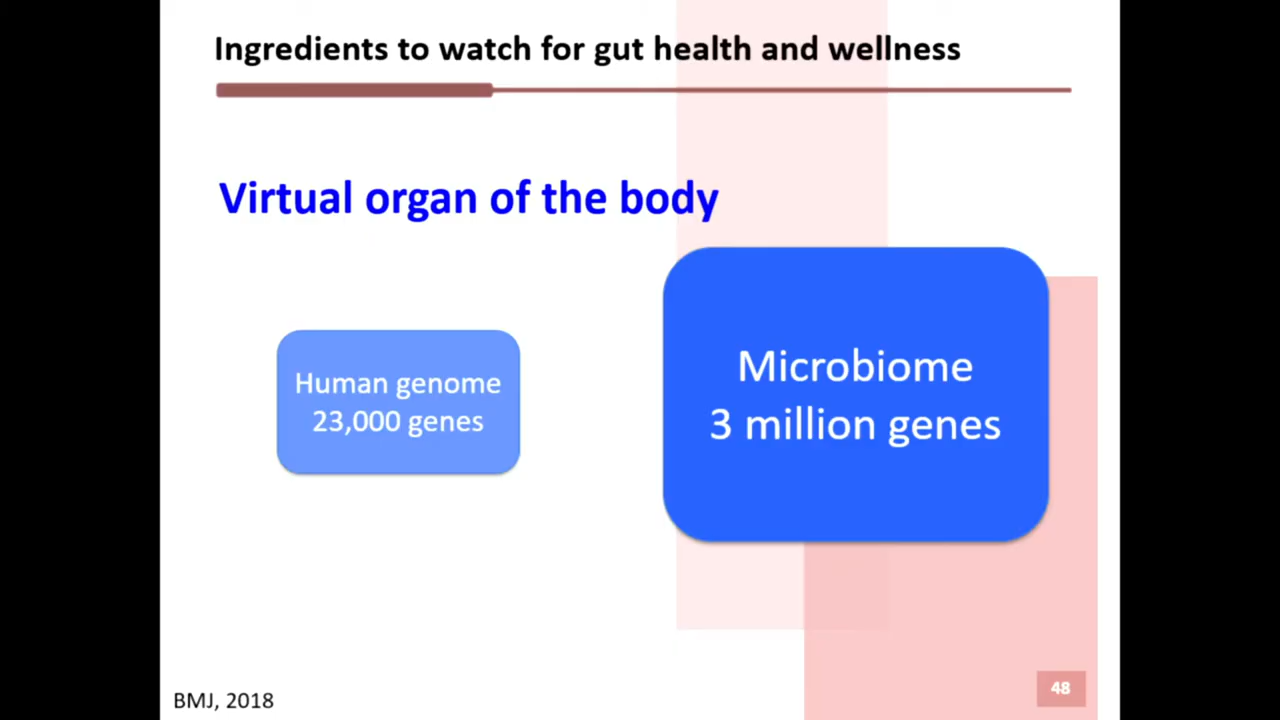 Ingredients to watch for gut health and wellness
Virtual organ of the body
Human genome
23,000 genes
Microbiome
3 million genes
BMJ, 2018
48